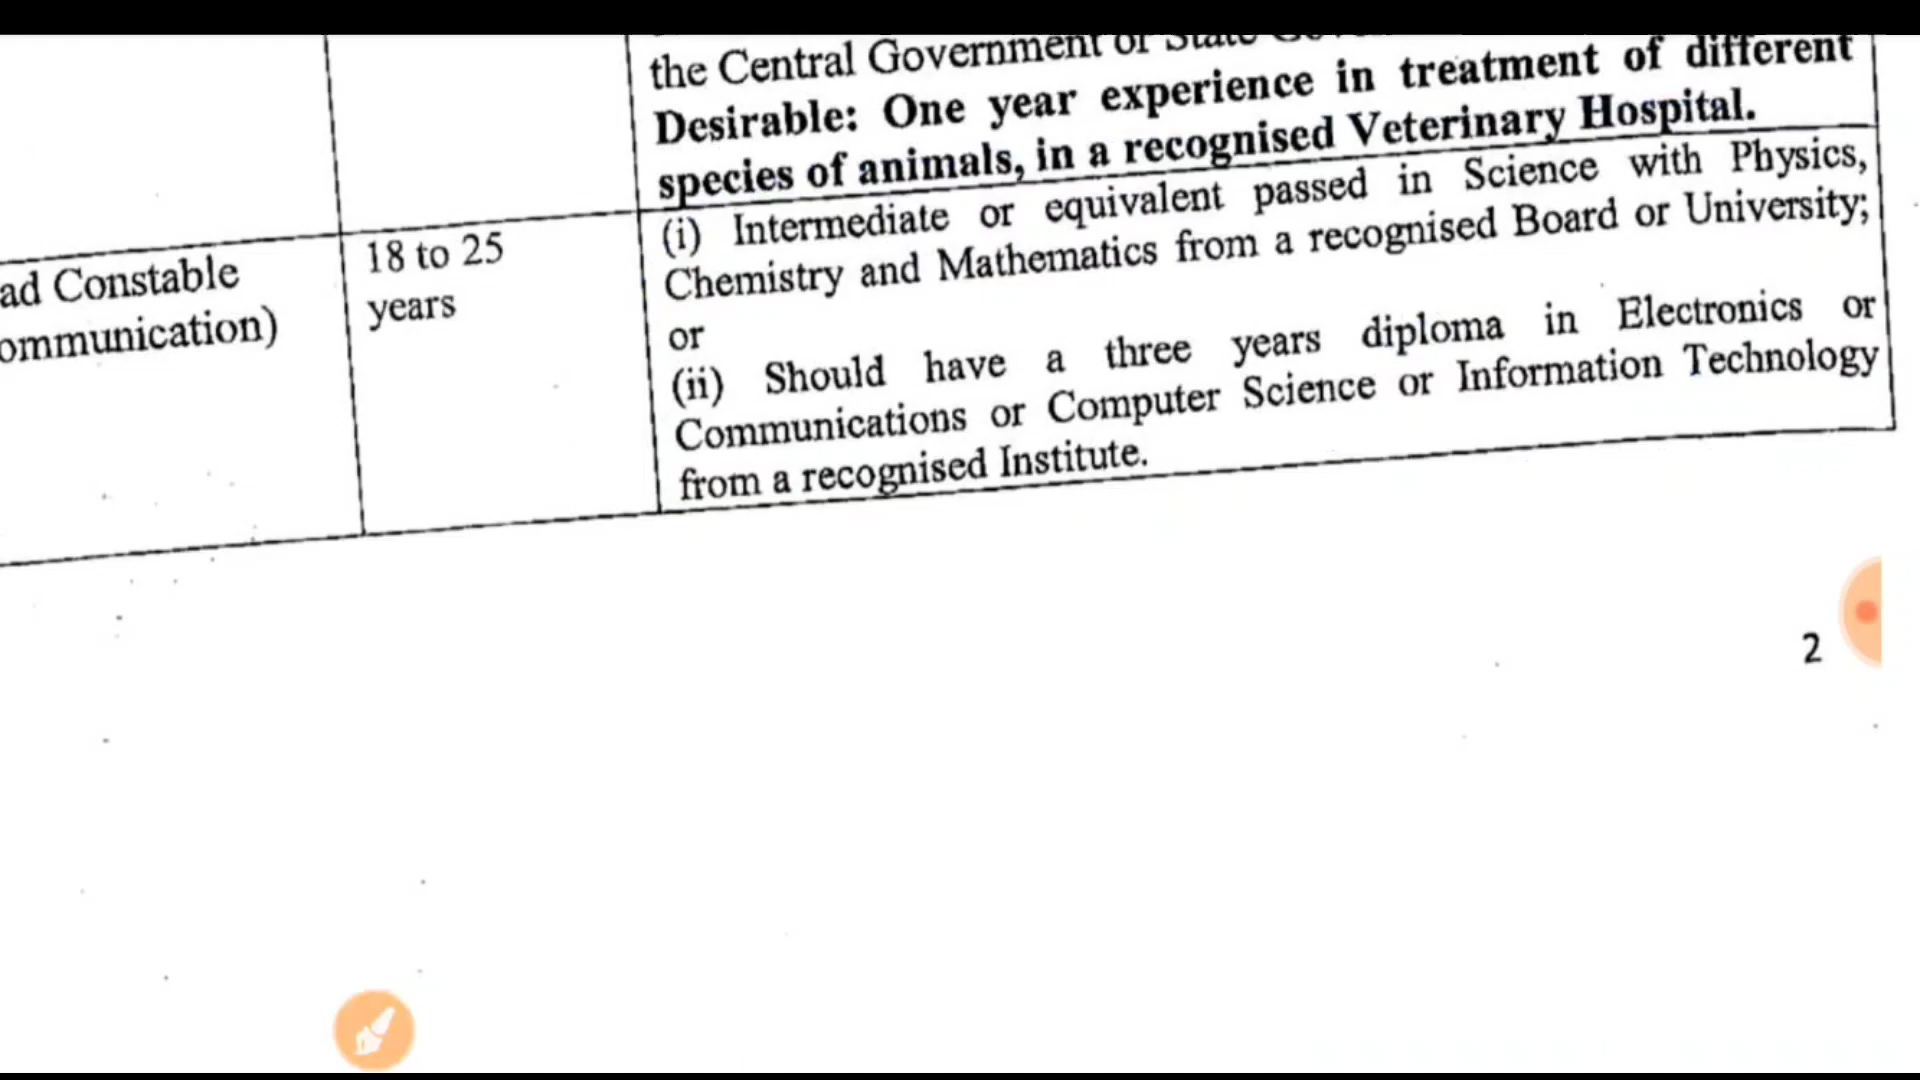 the Central Government or State
Desirable: One year experience in treatment of different
species of animals, in a recognised Veterinary Hospital.
ad Constable
ommunication)
18 to 25
years
(i) Intermediate or equivalent passed in Science with Physics,
Chemistry and Mathematics from a recognised Board or University;
or
(ii) Should have a three years diploma in Electronics or
Communications or Computer Science or Information Technology
from a recognised Institute.
2